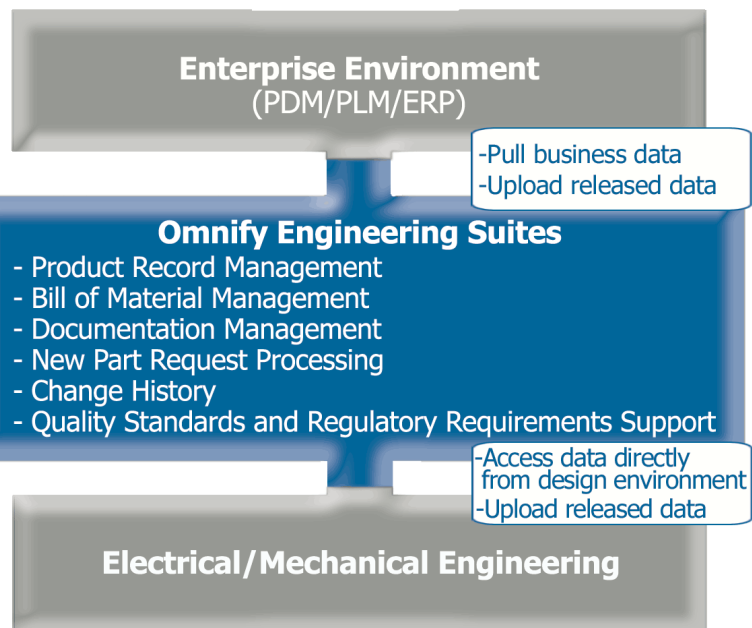 Enterprise Environment
(PDM/PLM/ERP)
-Pull business data
-Upload released data
Omnify Engineering Suites
- Product Record Management
- Bill of Material Management
- Documentation Management
- New Part Request Processing
- Change History
- Quality Standards and Regulatory Requirements Support
-Access data directly
from design environment
-Upload released data
Electrical/Mechanical Engineering